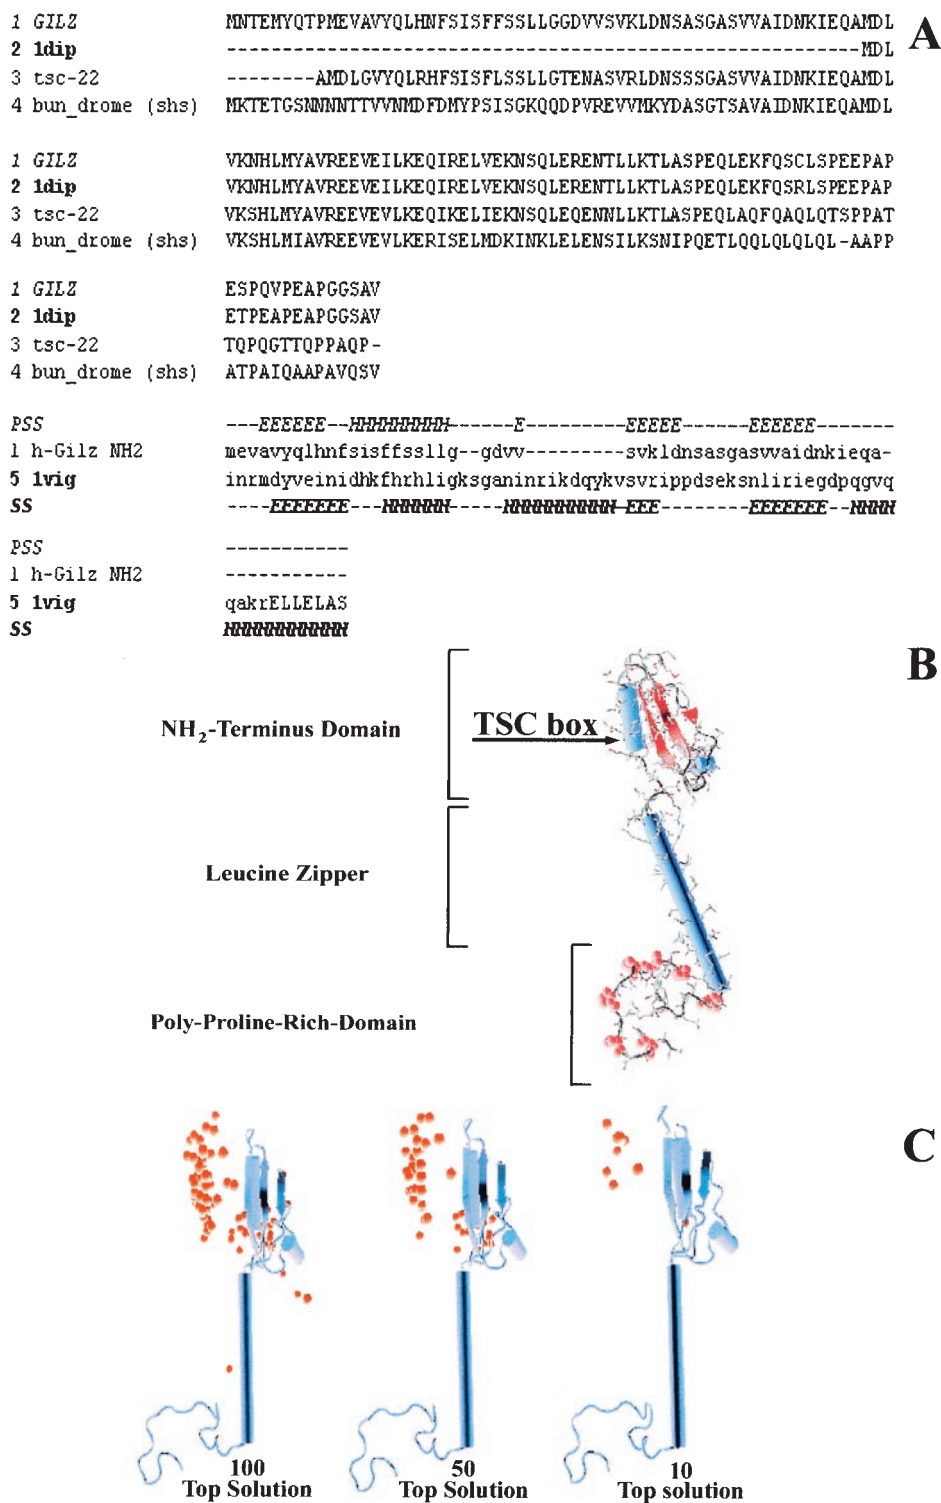 1 GILZ MNTEMYQTPMEVAVYQLHNFSISFFSSLLGGDVVSVKLDNSASGASVVAIDNKIEQAMDL
A
2 1dip ---------------------------------------------------------MDL
3 tsc-22 --------AMDLGVYQLRHFSISFLSSLLGTENASVRLDNSSSGASVVAIDNKIEQAMDL
4 bun_drome (shs) MKTETGSNNNNTTVVNMDFDMYPSISGKQQDPVREVVMKYDASGTSAVAIDNKIEQAMDL
1 GILZ VKNHLMYAVREEVEILKEQIRELVEKNSQLERENTLLKTLASPEQLEKFQSCLSPEEPAP
2 1dip VKNHLMYAVREEVEILKEQIRELVEKNSQLERENTLLKTLASPEQLEKFQSRLSPEEPAP
3 tsc-22 VKSHLMYAVREEVEVLKEQIKELIEKNSQLEQENNLLKTLASPEQLAQFQAQLQTSPPAT
4 bun_drome (shs) VKSHLMIAVREEVEVLKERISELMDKINKLELENSILKSNIPQETLQQLQLQLQL-AAPP
1 GILZ ESPQVPEAPGGSAV
2 1dip ETPEAPEAPGGSAV
3 tsc-22 TQPQGTTQPPAQP-
4 bun_drome (shs) ATPAIQAAPAVQSV
PSS ---EEEEEE--HHHHHHHHH------E---------EEEEE------EEEEEE-------
1 h-Gilz NH2 mevavyqlhnfsisffssllg--gdvv---------svkldnsasgasvvaidnkieqa-
5 1vig inrmdyveinidhkfhrhligksganinrikdqykvsvrippdseksnliriegdpqgvq
SS ----EEEEEEE---HHHHHH-----HHHHHHHHHH-EEE--------EEEEEEE--HHHH
PSS -----------
1 h-Gilz NH2 -----------
5 1vig qakrELLELAS
SS HHHHHHHHHHH
B
NH2-Terminus Domain
TSC box
Leucine Zipper
Poly-Proline-Rich-Domain
C
100 50 10
Top Solution Top Solution Top solution